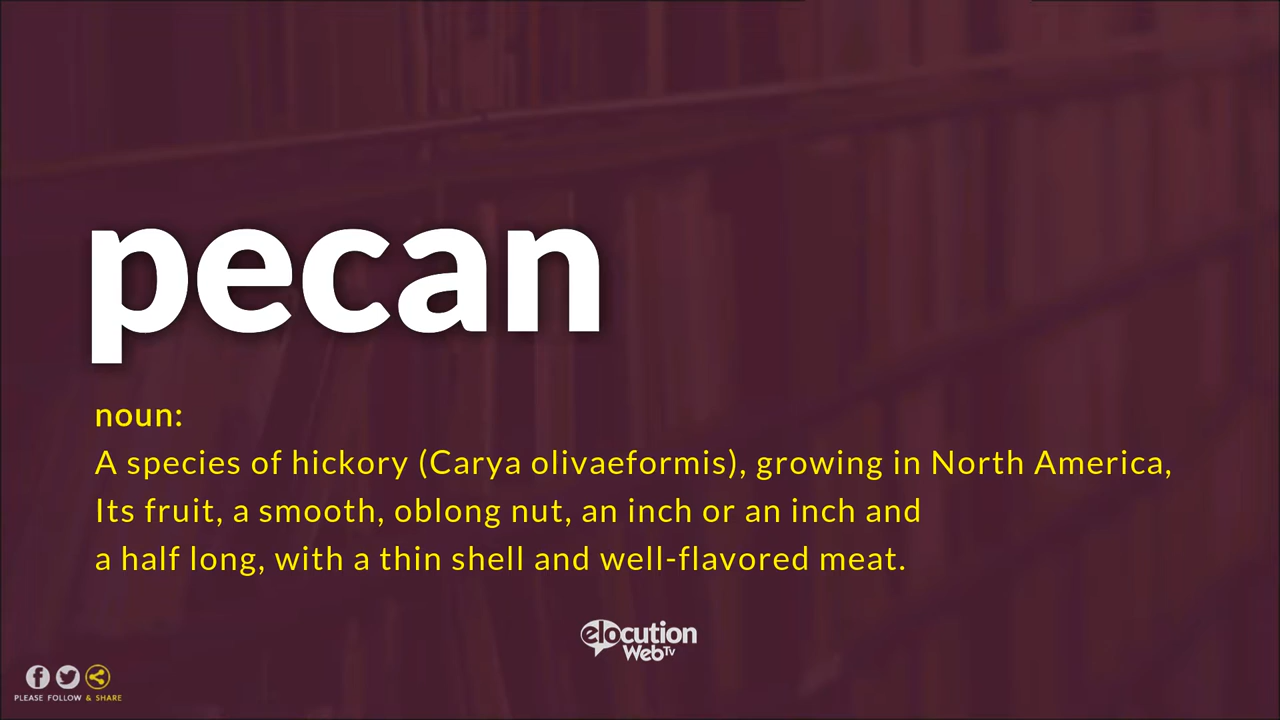 pecan
noun:
A species of hickory (Carya olivaeformis), growing in North America,
Its fruit, a smooth, oblong nut, an inch or an inch and
a half long, with a thin shell and well-flavored meat.
elocution
WebTv
PLEASE FOLLOW & SHARE